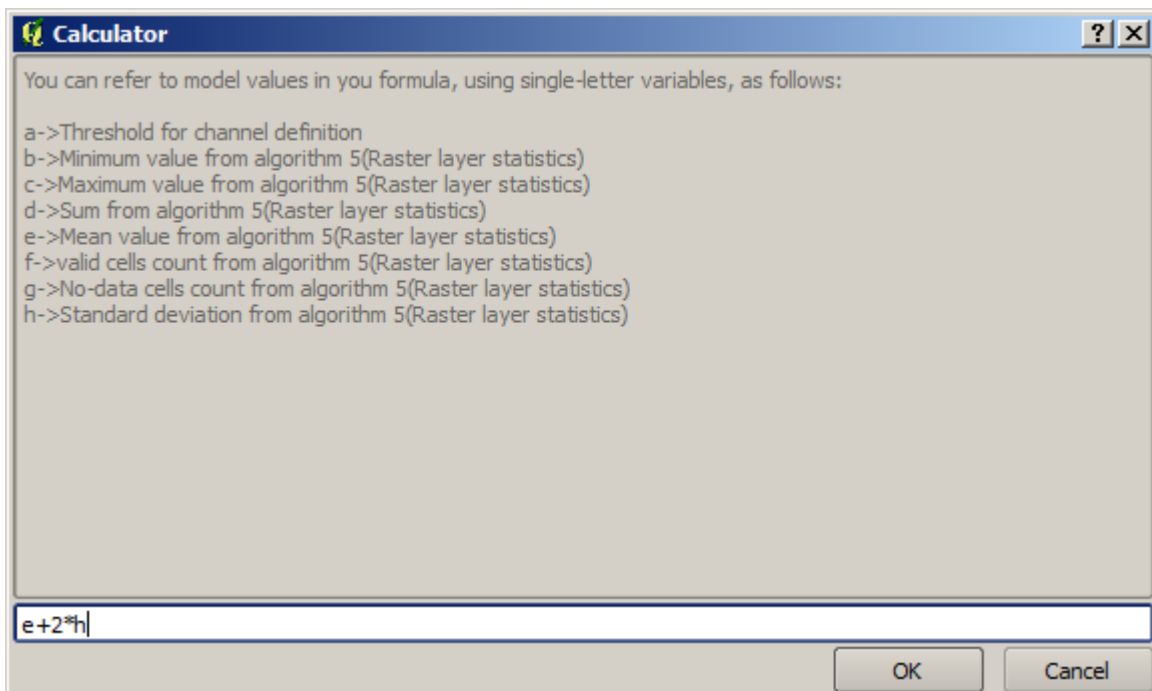 Calculator
You can refer to model values in you formula, using single-letter variables, as follows:
a->Threshold for channel definition
b->Minimum value from algorithm 5(Raster layer statistics)
c->Maximum value from algorithm 5(Raster layer statistics)
d->Sum from algorithm 5(Raster layer statistics)
e->Mean value from algorithm 5(Raster layer statistics)
f->valid cells count from algorithm 5(Raster layer statistics)
g->No-data cells count from algorithm 5(Raster layer statistics)
h->Standard deviation from algorithm 5(Raster layer statistics)
e+2*h
OK Cancel